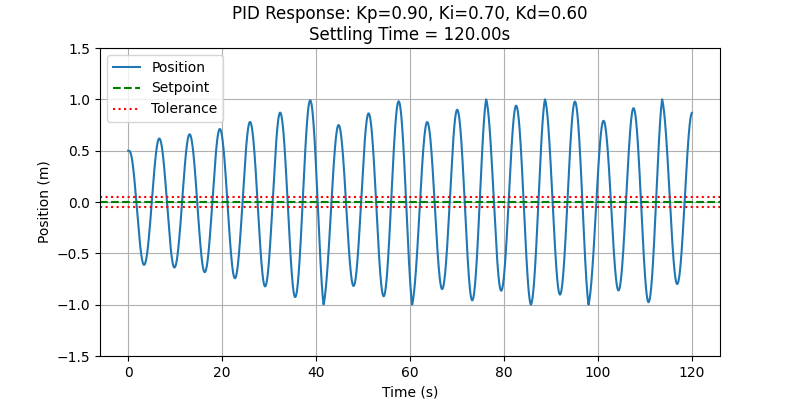 PID Response: Kp=0.90, Ki=0.70, Kd=0.60
Settling Time = 120.00s
Position
Setpoint
Tolerance
1.5
1.0
0.5
0.0
−0.5
−1.0
−1.5
Position (m)
0 20 40 60 80 100 120
Time (s)